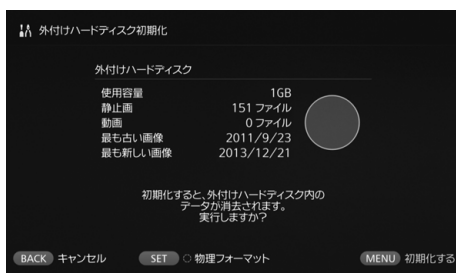 外付けハードディスク初期化
外付けハードディスク
使用容量 1GB
静止画 151 ファイル
動画 0 ファイル
最も古い画像 2011/9/23
最も新しい画像 2013/12/21
初期化すると、外付けハードディスク内の
データが消去されます。
実行しますか?
BACK キャンセル SET 物理フォーマット MENU 初期化する